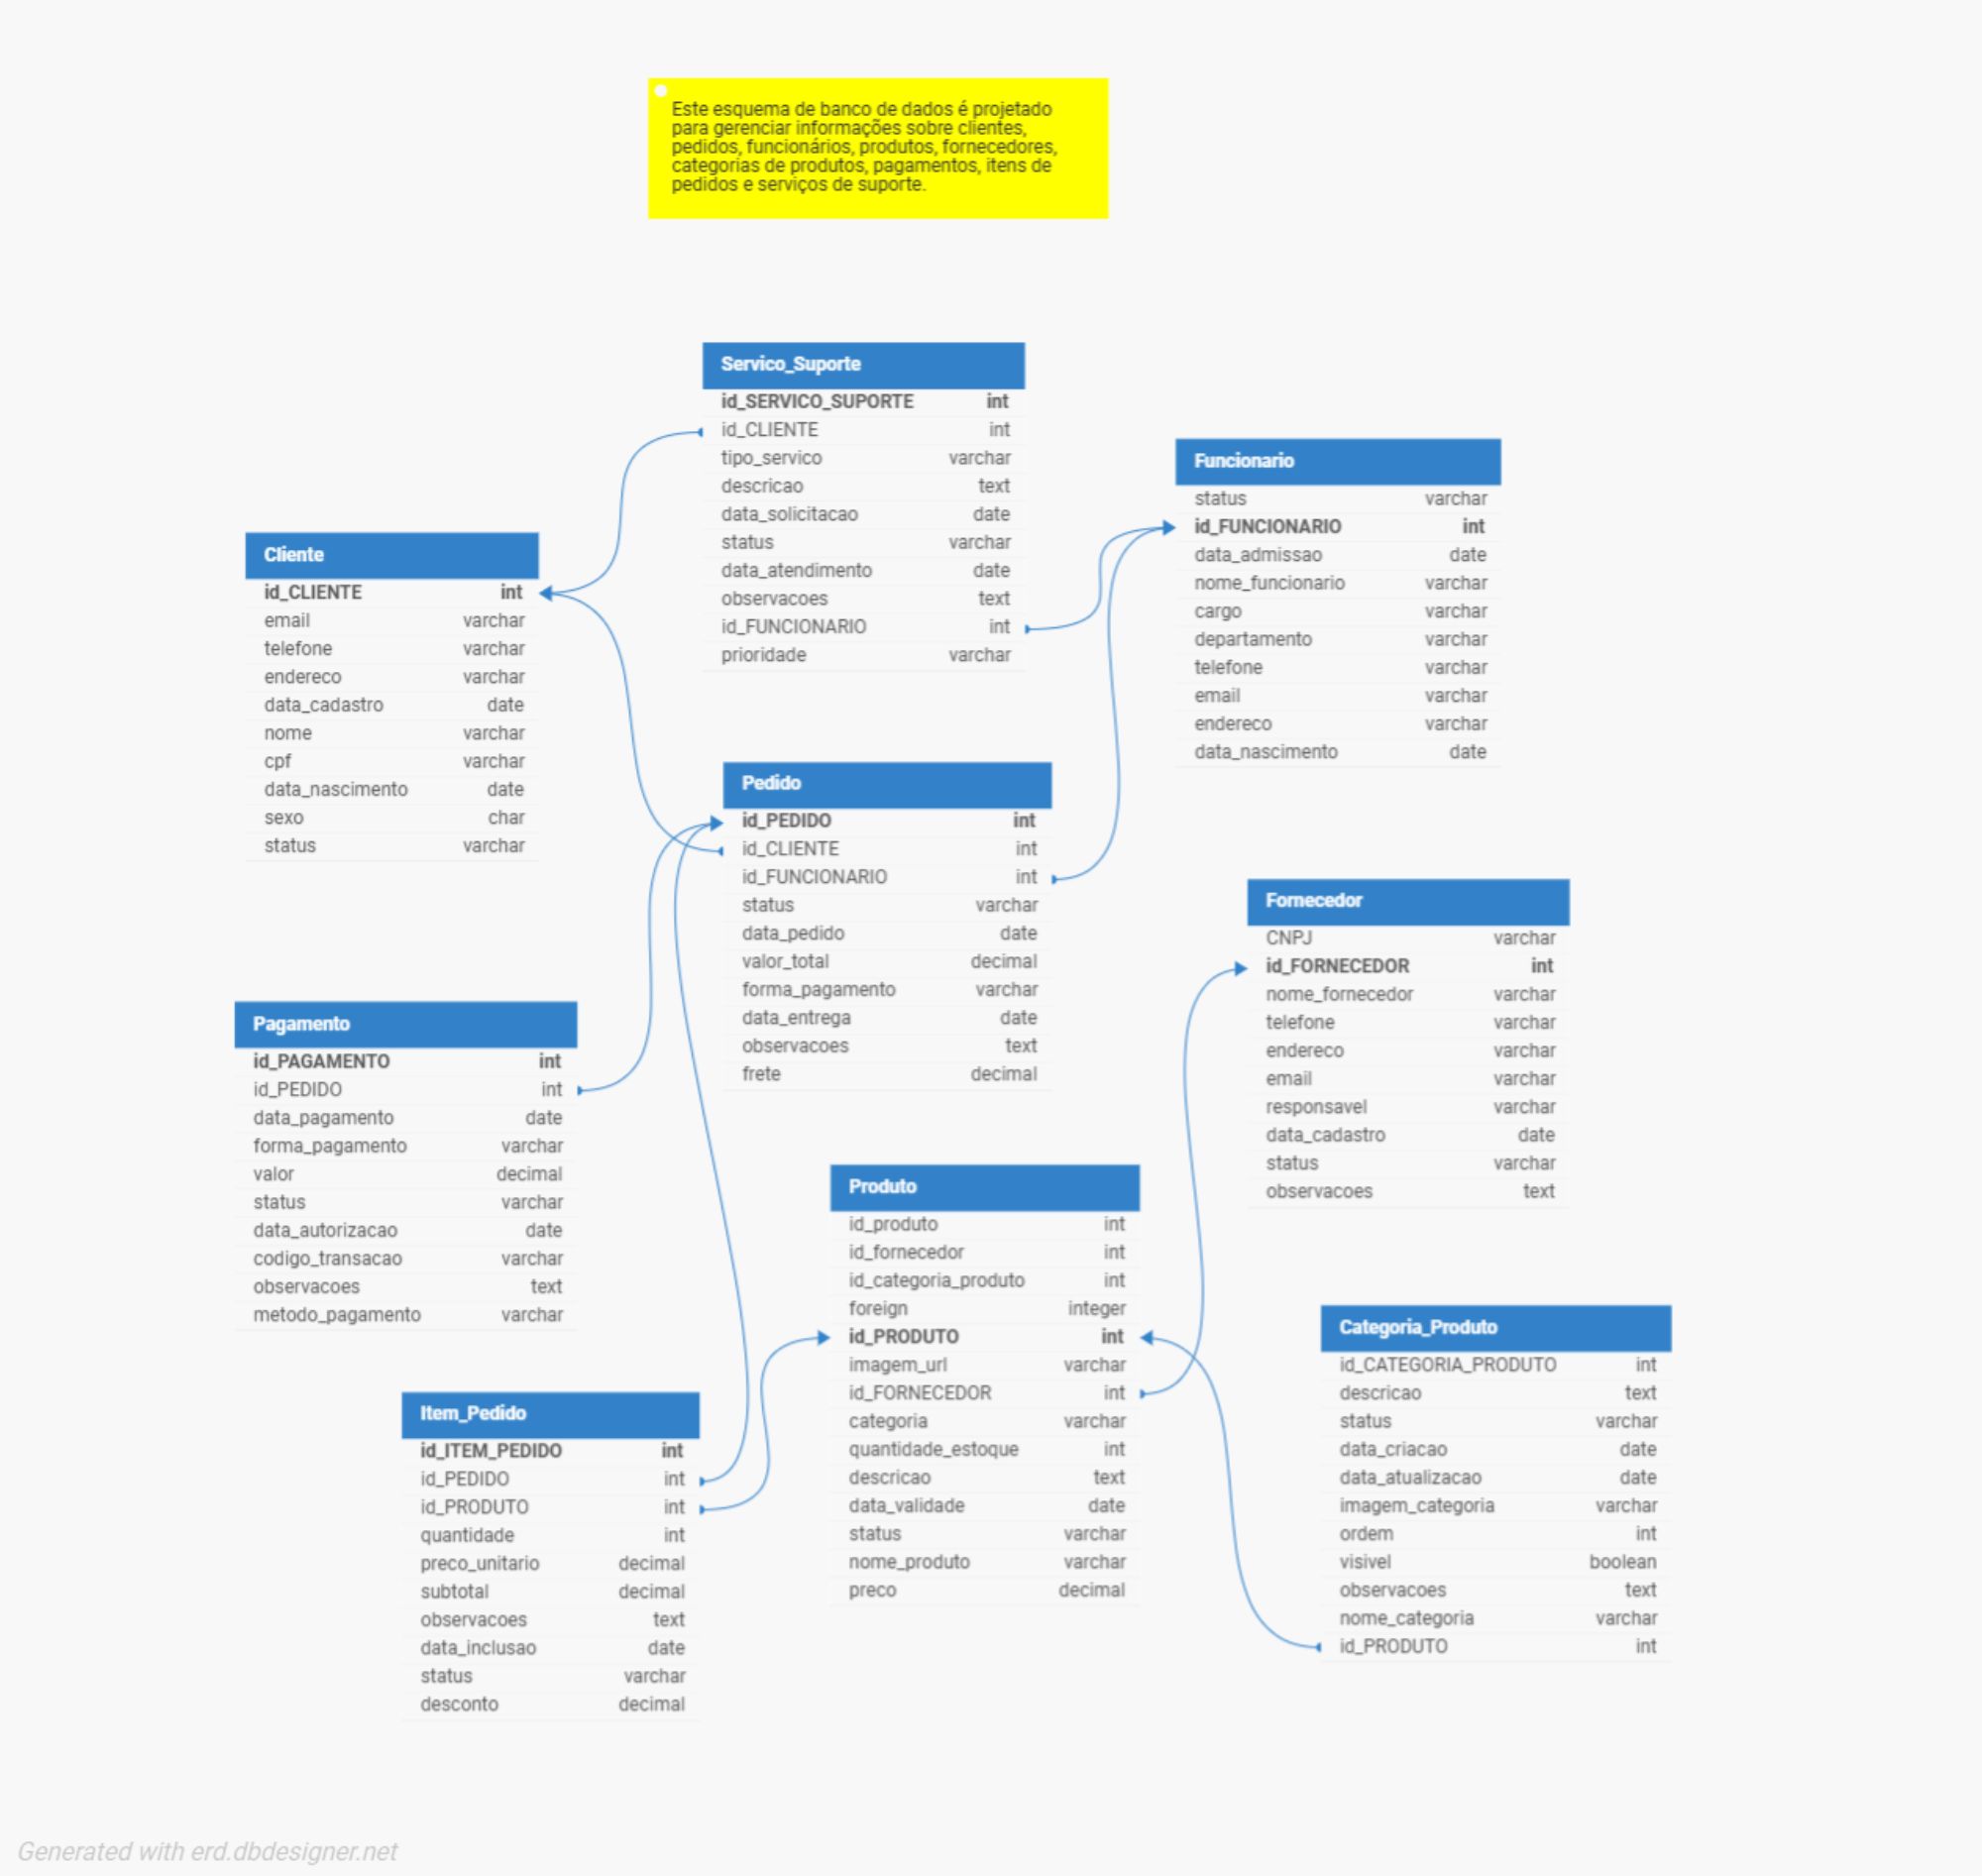 Este esquema de banco de dados é projetado
para gerenciar informações sobre clientes,
pedidos, funcionários, produtos, fornecedores,
categorias de produtos, pagamentos, itens de
pedidos e serviços de suporte.
Servico_Suporte
id_SERVICO_SUPORTE int
id_CLIENTE int
tipo_servico varchar
descricao text
data_solicitacao date
status varchar
data_atendimento date
observacoes text
id_FUNCIONARIO int
prioridade varchar
Funcionario
status varchar
id_FUNCIONARIO int
data_admissao date
nome_funcionario varchar
cargo varchar
departamento varchar
telefone varchar
email varchar
endereco varchar
data_nascimento date
Cliente
id_CLIENTE int
email varchar
telefone varchar
endereco varchar
data_cadastro date
nome varchar
cpf varchar
data_nascimento date
sexo char
status varchar
Pedido
id_PEDIDO int
id_CLIENTE int
id_FUNCIONARIO int
status varchar
data_pedido date
valor_total decimal
forma_pagamento varchar
data_entrega date
observacoes text
frete decimal
Fornecedor
CNPJ varchar
id_FORNECEDOR int
nome_fornecedor varchar
telefone varchar
endereco varchar
email varchar
responsavel varchar
data_cadastro date
status varchar
observacoes text
Pagamento
id_PAGAMENTO int
id_PEDIDO int
data_pagamento date
forma_pagamento varchar
valor decimal
status varchar
data_autorizacao date
codigo_transacao varchar
observacoes text
metodo_pagamento varchar
Produto
id_produto int
id_fornecedor int
id_categoria_produto int
foreign integer
id_PRODUTO int
imagem_url varchar
id_FORNECEDOR int
categoria varchar
quantidade_estoque int
descricao text
data_validade date
status varchar
nome_produto varchar
preco decimal
Categoria_Produto
id_CATEGORIA_PRODUTO int
descricao text
status varchar
data_criacao date
data_atualizacao date
imagem_categoria varchar
ordem int
visivel boolean
observacoes text
nome_categoria varchar
id_PRODUTO int
Item_Pedido
id_ITEM_PEDIDO int
id_PEDIDO int
id_PRODUTO int
quantidade int
preco_unitario decimal
subtotal decimal
observacoes text
data_inclusao date
status varchar
desconto decimal
Generated with erd.dbdesigner.net